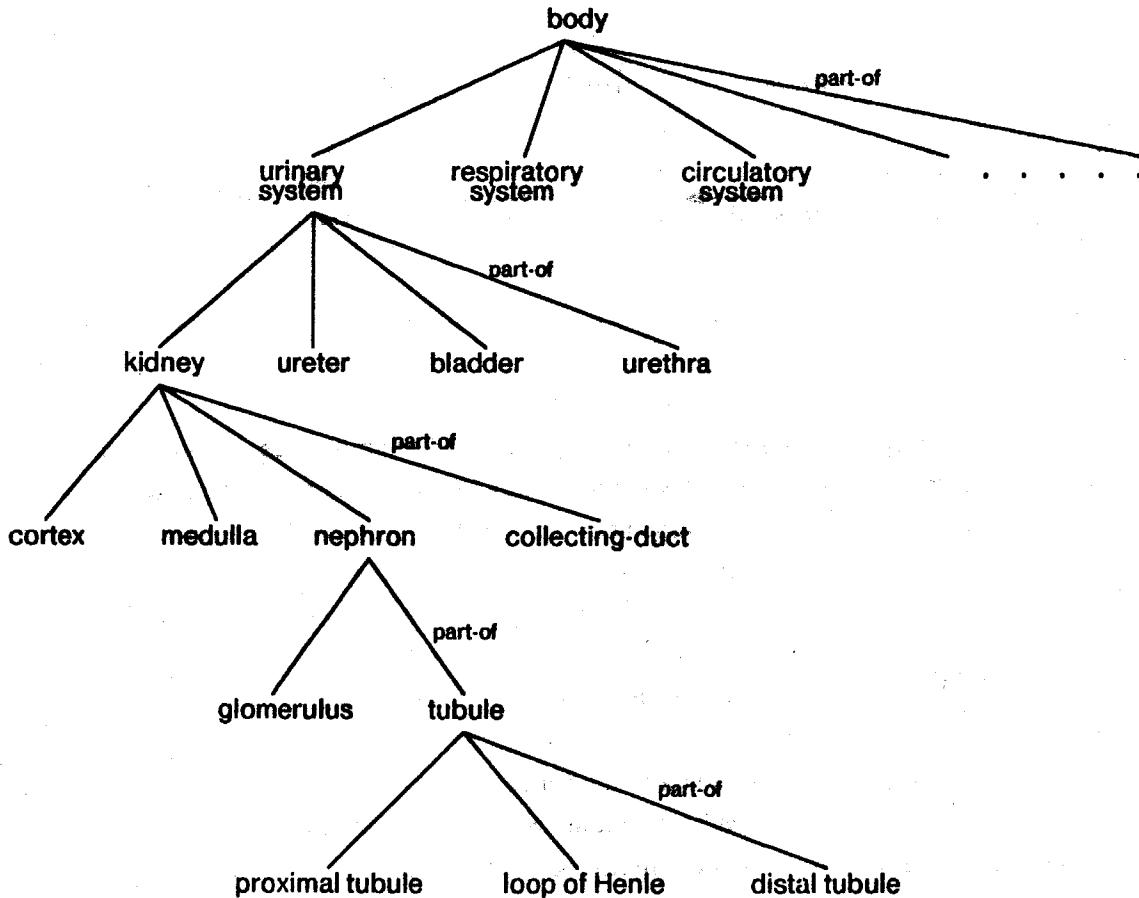 body
part-of
urinary system
respiratory system
circulatory system
. . . . .
part-of
kidney
ureter
bladder
urethra
part-of
cortex
medulla
nephron
collecting-duct
part-of
glomerulus
tubule
part-of
proximal tubule
loop of Henle
distal tubule